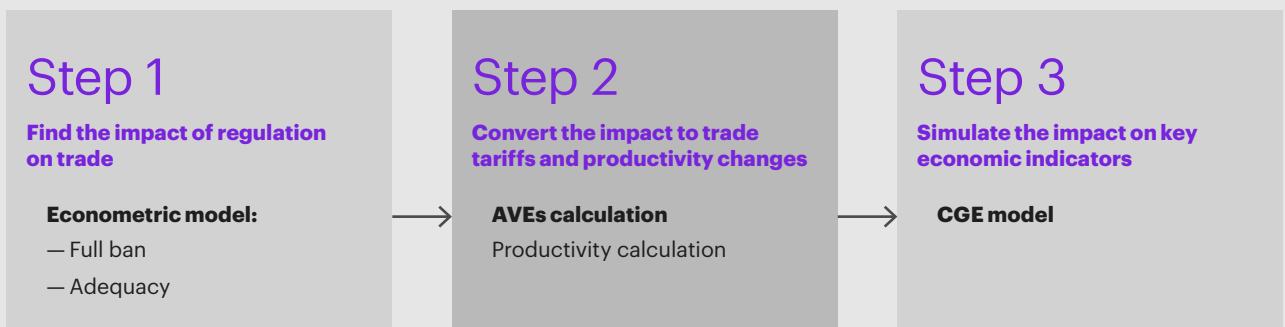 Step 1
Find the impact of regulation
on trade
Econometric model:
— Full ban
— Adequacy
Step 2
Convert the impact to trade
tariffs and productivity changes
AVEs calculation
Productivity calculation
Step 3
Simulate the impact on key
economic indicators
CGE model